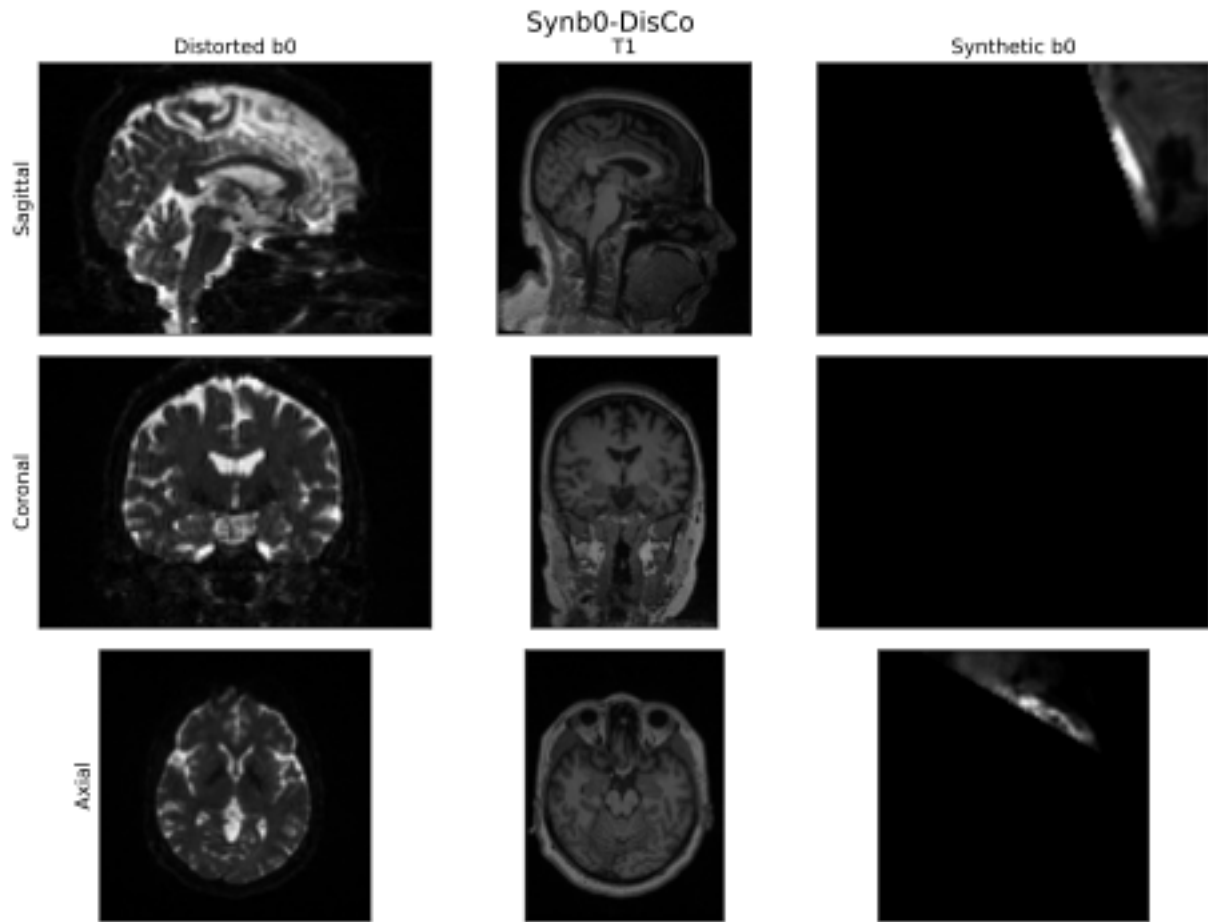 Synb0-DisCo
Distorted b0
T1
Synthetic b0
Sagittal
Coronal
Axial